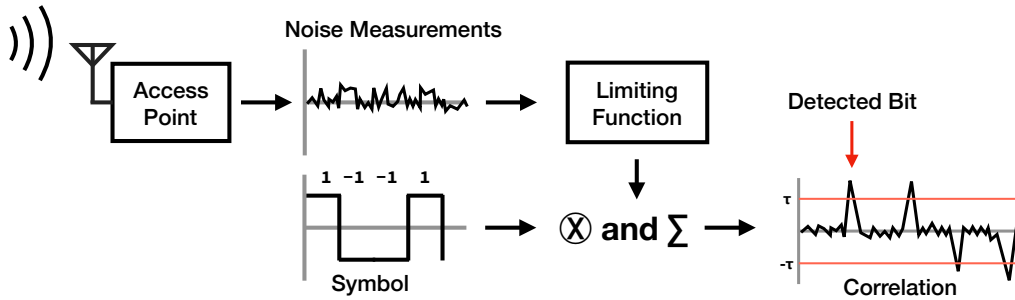 Noise Measurements
Access
Point
Limiting
Function
Detected Bit
1 -1 -1 1
τ
Ⓧ and ∑
-τ
Symbol
Correlation